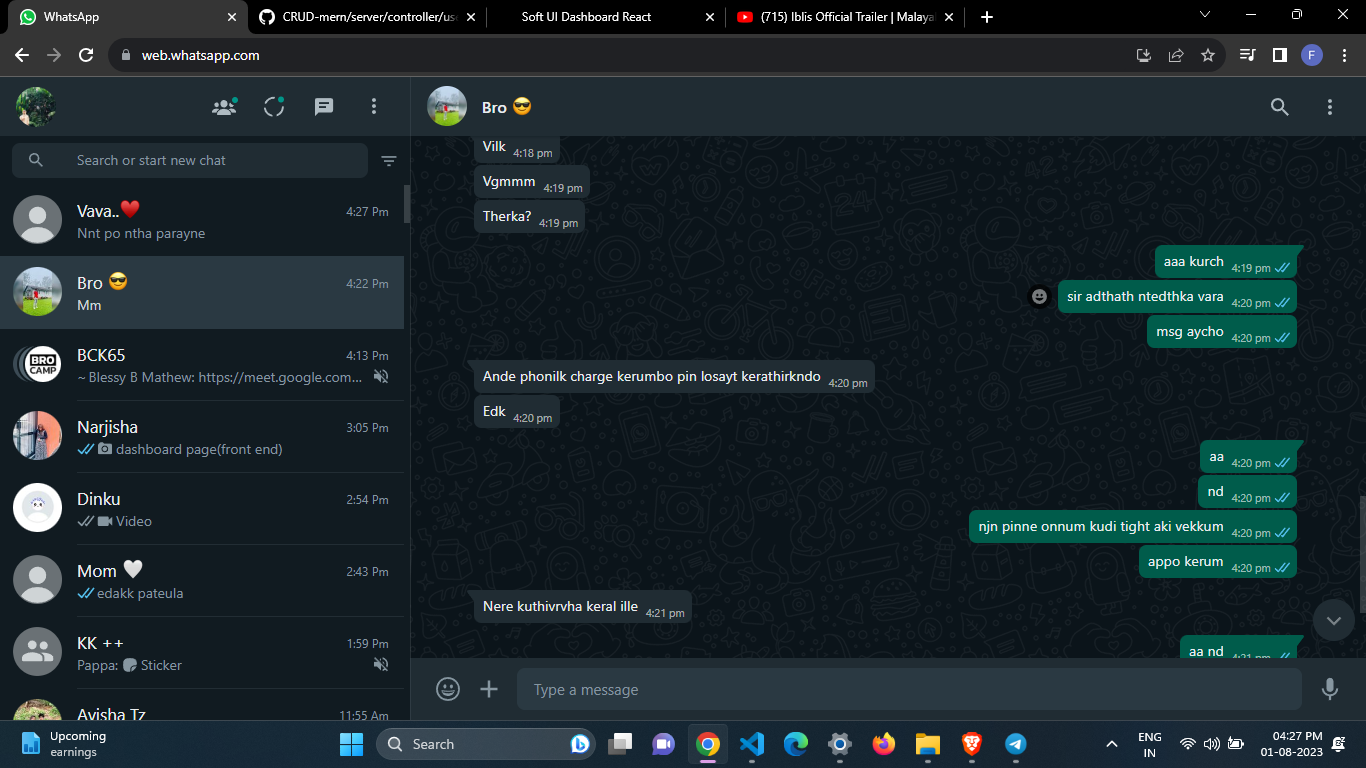 WhatsApp
CRUD-mern/server/controller/use
Soft UI Dashboard React
(715) Iblis Official Trailer | Malaya
web.whatsapp.com
F
Search or start new chat
Vava..❤️ 4:27 Pm
Nnt po ntha parayne
Bro 😎 4:22 Pm
Mm
BRO CAMP
BCK65 4:13 Pm
~ Blessy B Mathew: https://meet.google.com...
Narjisha 3:05 Pm
dashboard page(front end)
Dinku 2:54 Pm
Video
Mom 🤍 2:43 Pm
edakk pateula
KK ++ 1:59 Pm
Pappa: Sticker
Ayisha Tz 11:55 Am
Bro 😎
Vilk 4:18 pm
Vgmmm 4:19 pm
Therka? 4:19 pm
aaa kurch 4:19 pm
sir adthath ntedthka vara 4:20 pm
msg aycho 4:20 pm
Ande phonilk charge kerumbo pin losayt kerathirkndo 4:20 pm
Edk 4:20 pm
aa 4:20 pm
nd 4:20 pm
njn pinne onnum kudi tight aki vekkum 4:20 pm
appo kerum 4:20 pm
Nere kuthivrvha keral ille 4:21 pm
aa nd 4:21 pm
Type a message
Upcoming
earnings
Search
ENG
IN
04:27 PM
01-08-2023